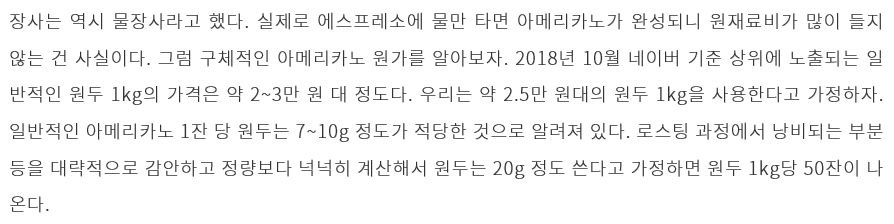 장사는 역시 물장사라고 했다. 실제로 에스프레소에 물만 타면 아메리카노가 완성되니 원재료비가 많이 들지
않는 건 사실이다. 그럼 구체적인 아메리카노 원가를 알아보자. 2018년 10월 네이버 기준 상위에 노출되는 일
반적인 원두 1kg의 가격은 약 2~3만 원 대 정도다. 우리는 약 2.5만 원대의 원두 1kg을 사용한다고 가정하자.
일반적인 아메리카노 1잔 당 원두는 7~10g 정도가 적당한 것으로 알려져 있다. 로스팅 과정에서 낭비되는 부분
등을 대략적으로 감안하고 정량보다 넉넉히 계산해서 원두는 20g 정도 쓴다고 가정하면 원두 1kg당 50잔이 나
온다.